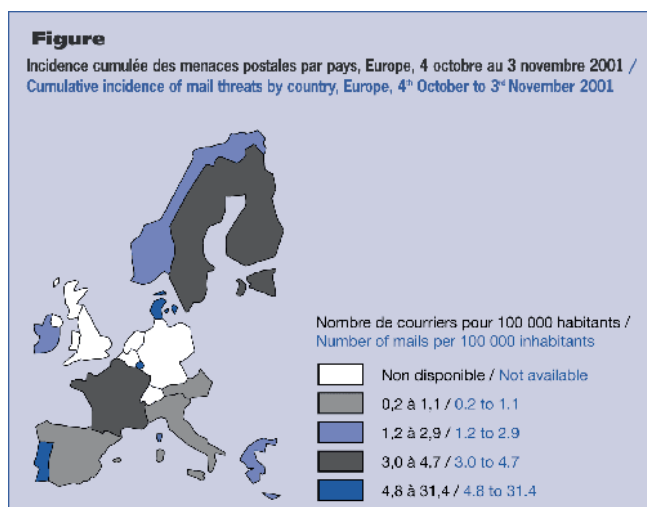 Figure
Incidence cumulée des menaces postales par pays, Europe, 4 octobre au 3 novembre 2001 /
Cumulative incidence of mail threats by country, Europe, 4th October to 3rd November 2001
Nombre de courriers pour 100 000 habitants /
Number of mails per 100 000 inhabitants
Non disponible / Not available
0,2 à 1,1 / 0.2 to 1.1
1,2 à 2,9 / 1.2 to 2.9
3,0 à 4.7 / 3.0 to 4.7
4,8 à 31,4 / 4.8 to 31.4